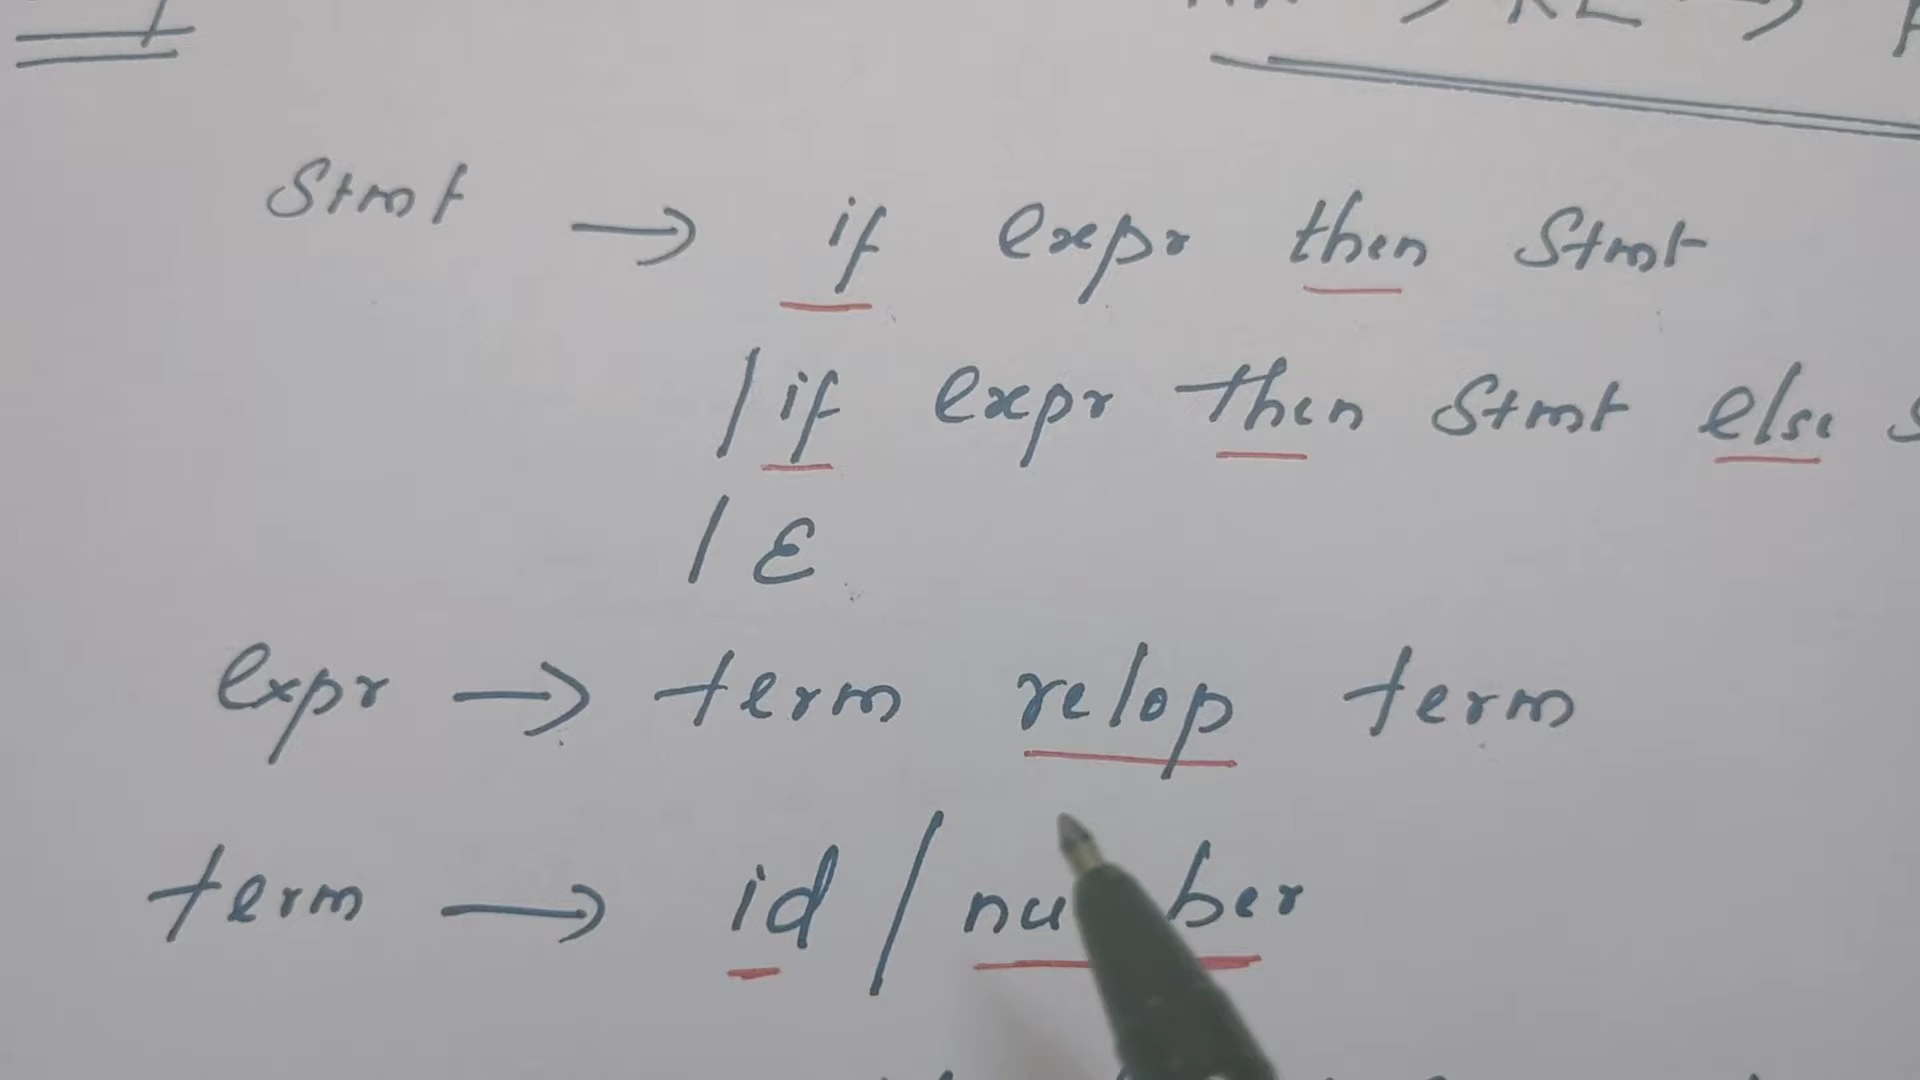 Stmt → if expr then Stmt
| if expr then Stmt else
| ε
expr → term relop term
term → id / number